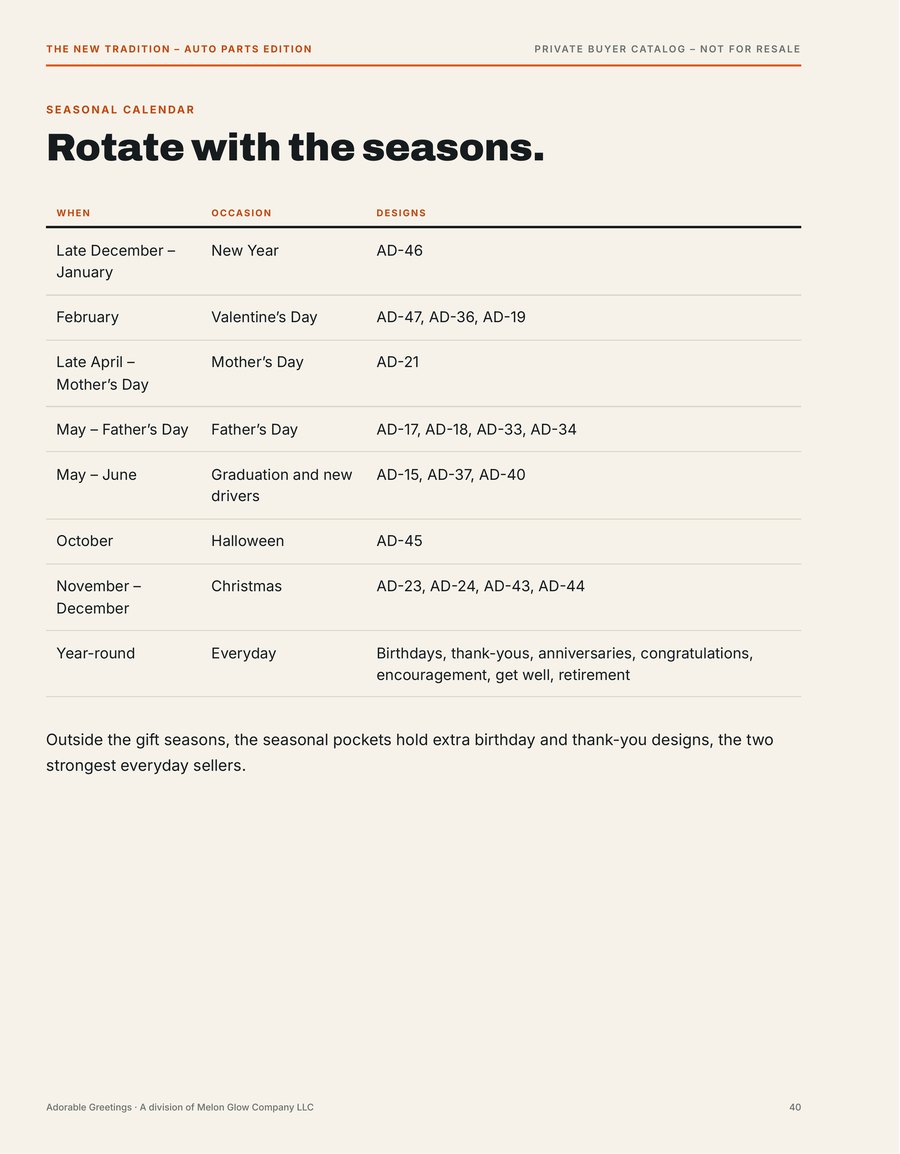 THE NEW TRADITION – AUTO PARTS EDITION
PRIVATE BUYER CATALOG – NOT FOR RESALE
SEASONAL CALENDAR
Rotate with the seasons.
WHEN OCCASION DESIGNS
Late December – New Year AD-46
January
February Valentine’s Day AD-47, AD-36, AD-19
Late April – Mother’s Day AD-21
Mother’s Day
May – Father’s Day Father’s Day AD-17, AD-18, AD-33, AD-34
May – June Graduation and new AD-15, AD-37, AD-40
drivers
October Halloween AD-45
November – Christmas AD-23, AD-24, AD-43, AD-44
December
Year-round Everyday Birthdays, thank-yous, anniversaries, congratulations,
encouragement, get well, retirement
Outside the gift seasons, the seasonal pockets hold extra birthday and thank-you designs, the two
strongest everyday sellers.
Adorable Greetings · A division of Melon Glow Company LLC
40